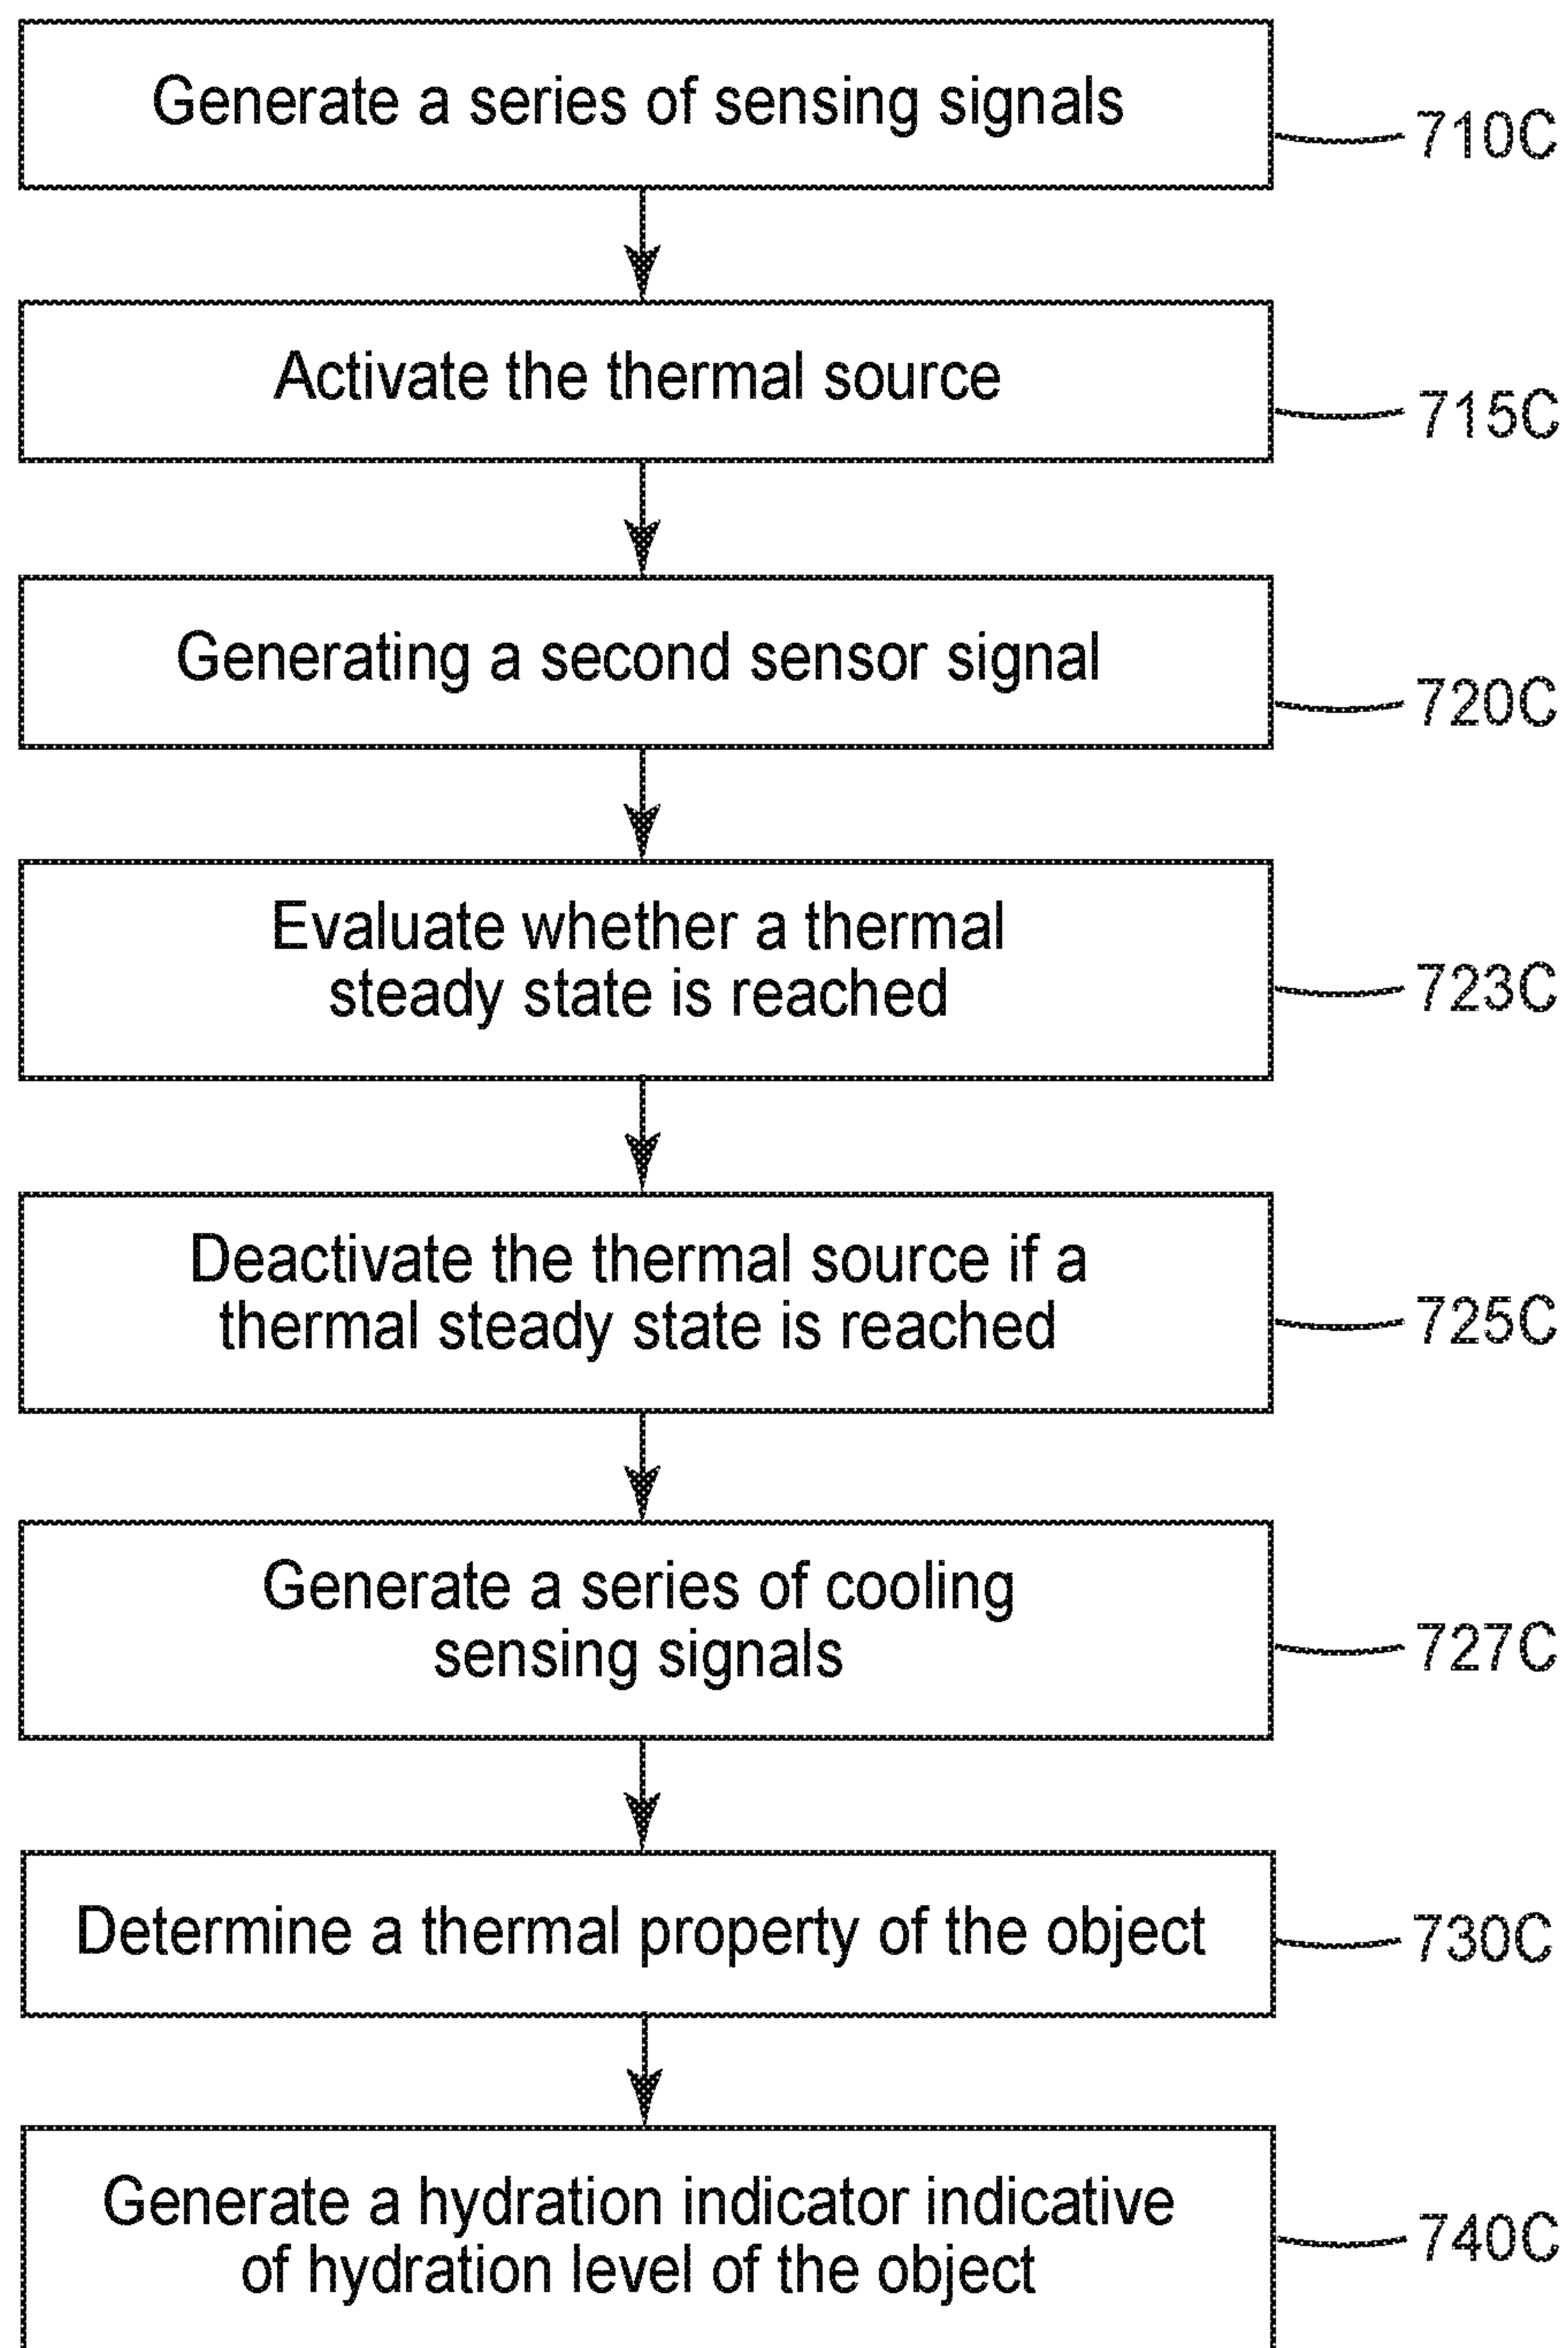 Generate a series of sensing signals
710C
Activate the thermal source
715C
Generating a second sensor signal
720C
Evaluate whether a thermal
steady state is reached
723C
Deactivate the thermal source if a
thermal steady state is reached
725C
Generate a series of cooling
sensing signals
727C
Determine a thermal property of the object
730C
Generate a hydration indicator indicative
of hydration level of the object
740C